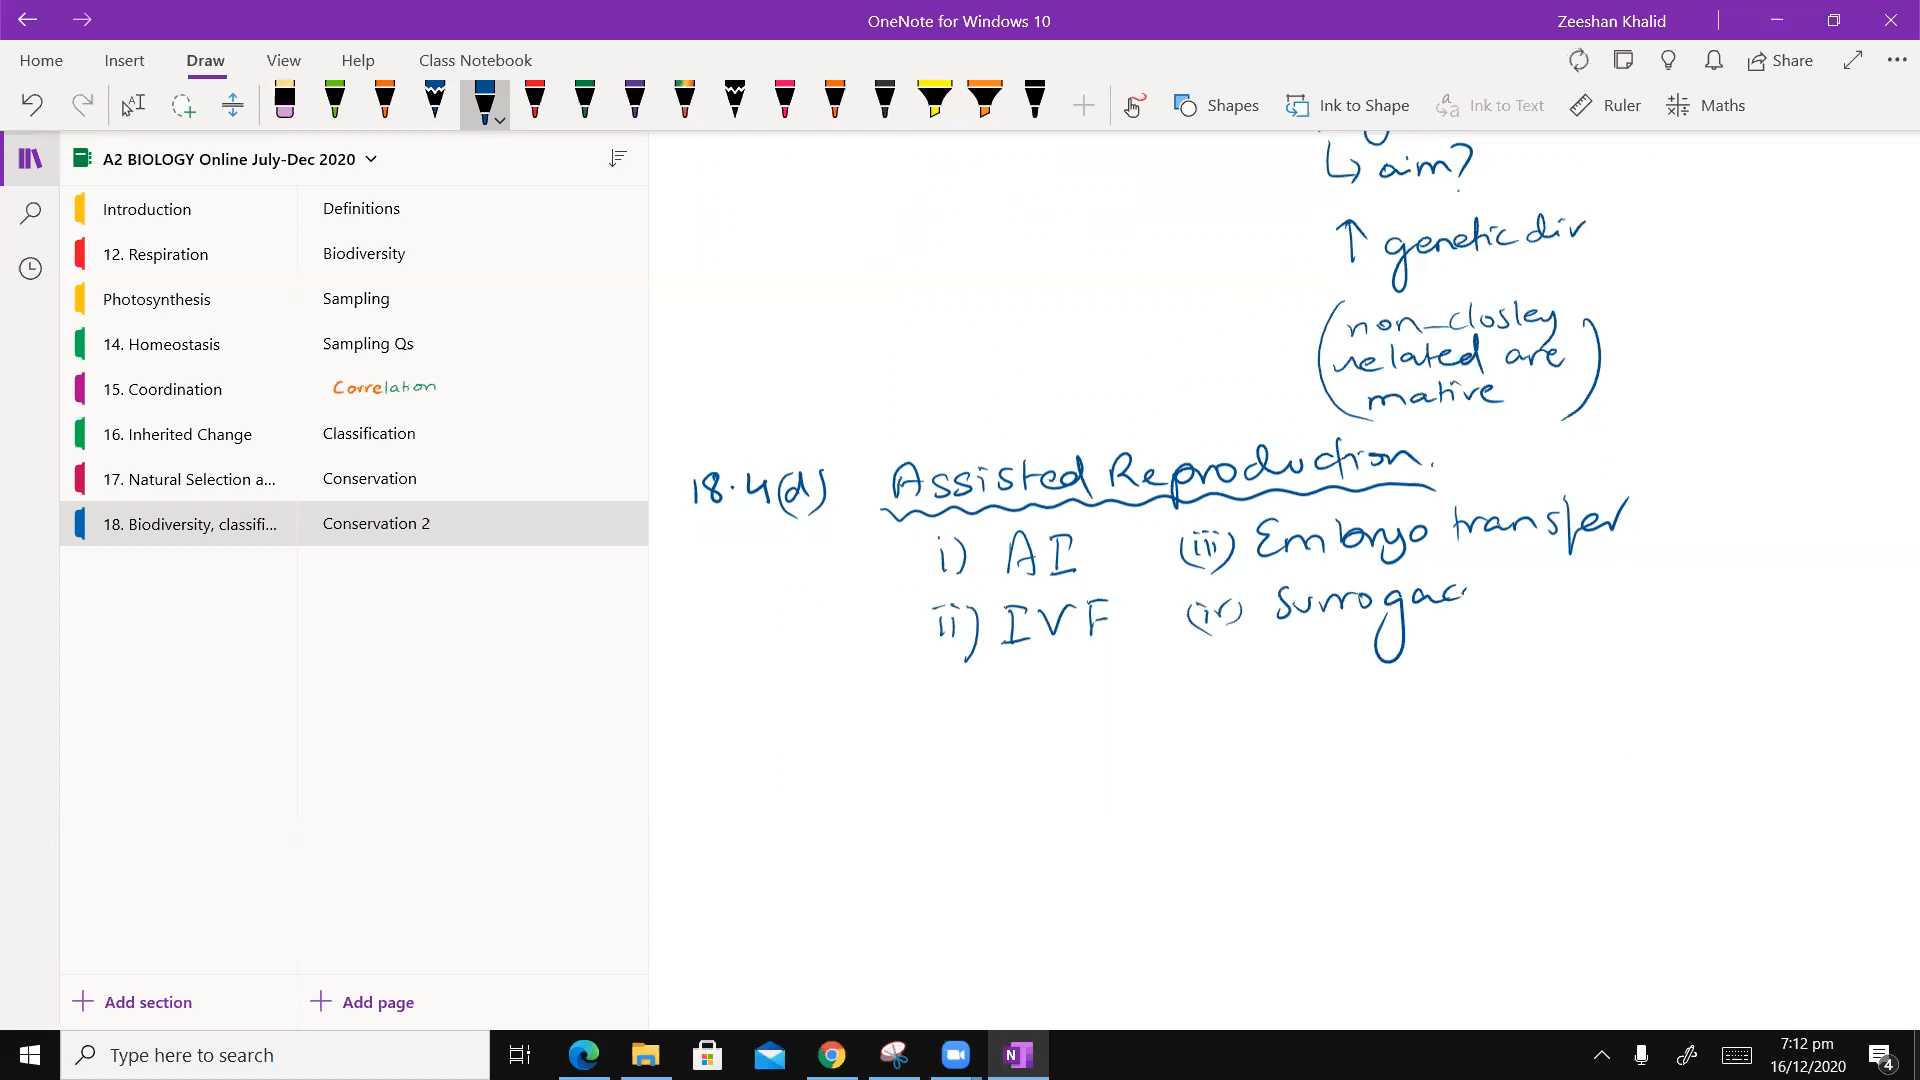 OneNote for Windows 10
Zeeshan Khalid
Home Insert Draw View Help Class Notebook
Share
Shapes Ink to Shape Ink to Text Ruler Maths
A2 BIOLOGY Online July-Dec 2020
Introduction
12. Respiration
Photosynthesis
14. Homeostasis
15. Coordination
16. Inherited Change
17. Natural Selection a...
18. Biodiversity, classifi...
Definitions
Biodiversity
Sampling
Sampling Qs
Correlation
Classification
Conservation
Conservation 2
↳ aim?
↑ genetic div
(non-closley
related are
mative)
18.4(d) Assisted Reproduction.
i) AI (iii) Embryo transfer
ii) IVF (iv) Surrogac
+ Add section + Add page
Type here to search
7:12 pm
16/12/2020
4